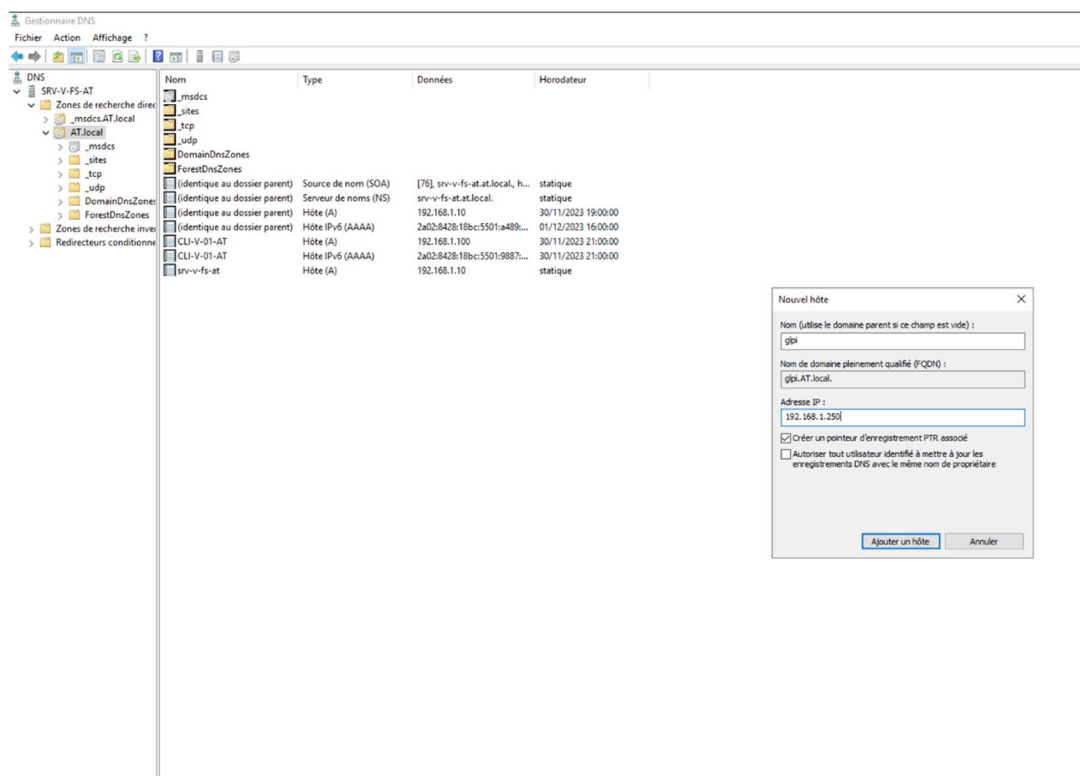 Gestionnaire DNS
Fichier Action Affichage ?
DNS
SRV-V-FS-AT
Zones de recherche direc
_msdcs.AT.local
AT.local
_msdcs
_sites
_tcp
_udp
DomainDnsZones
ForestDnsZones
Zones de recherche inve
Redirecteurs conditionne
Nom Type Données Horodateur
_msdcs
_sites
_tcp
_udp
DomainDnsZones
ForestDnsZones
(identique au dossier parent) Source de nom (SOA) [76], srv-v-fs-at.at.local., h... statique
(identique au dossier parent) Serveur de noms (NS) srv-v-fs-at.at.local. statique
(identique au dossier parent) Hôte (A) 192.168.1.10 30/11/2023 19:00:00
(identique au dossier parent) Hôte IPv6 (AAAA) 2a02:8428:18bc:5501:a489:... 01/12/2023 16:00:00
CLI-V-01-AT Hôte (A) 192.168.1.100 30/11/2023 21:00:00
CLI-V-01-AT Hôte IPv6 (AAAA) 2a02:8428:18bc:5501:9887:... 30/11/2023 21:00:00
srv-v-fs-at Hôte (A) 192.168.1.10 statique
Nouvel hôte
Nom (utilise le domaine parent si ce champ est vide) :
glpi
Nom de domaine pleinement qualifié (FQDN) :
glpi.AT.local.
Adresse IP :
192.168.1.250
Créer un pointeur d'enregistrement PTR associé
Autoriser tout utilisateur identifié à mettre à jour les
enregistrements DNS avec le même nom de propriétaire
Ajouter un hôte Annuler